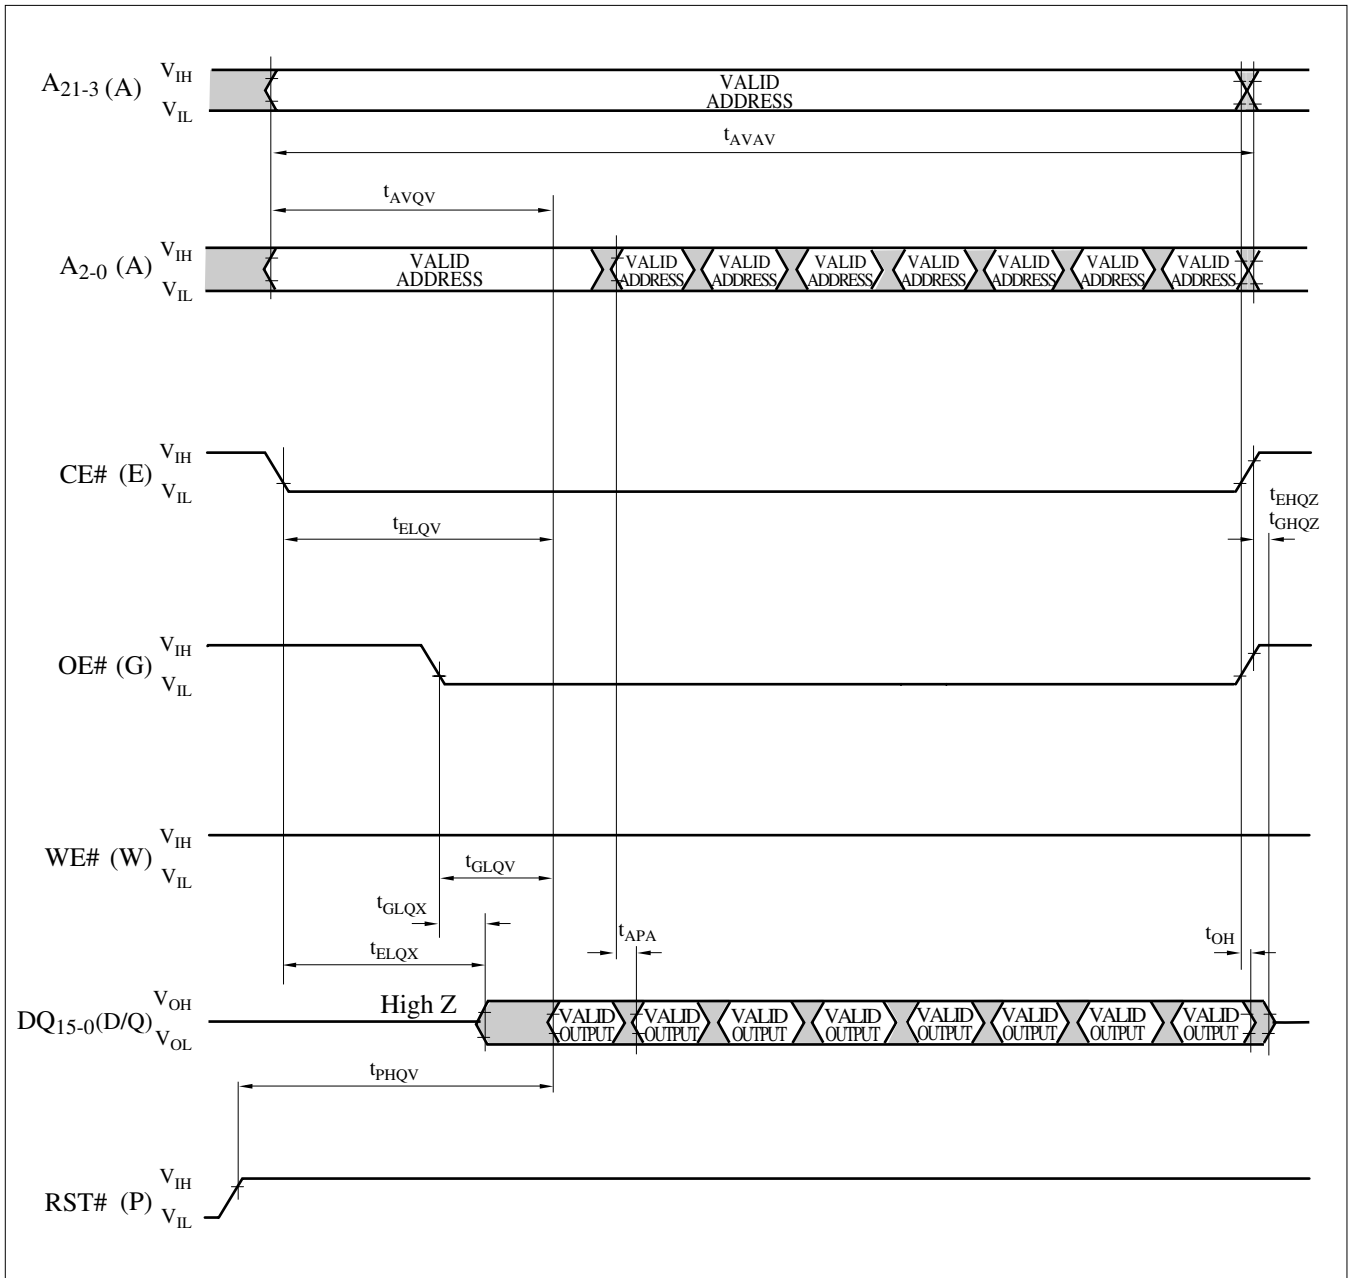 A21-3 (A) VIH VIL VALID ADDRESS
tAVAV
tAVQV
A2-0 (A) VIH VIL VALID ADDRESS VALID ADDRESS VALID ADDRESS VALID ADDRESS VALID ADDRESS VALID ADDRESS VALID ADDRESS VALID ADDRESS
CE# (E) VIH VIL
tEHQZ
tGHQZ
tELQV
OE# (G) VIH VIL
WE# (W) VIH VIL
tGLQV
tGLQX
tAPA
tOH
tELQX
DQ15-0(D/Q) VOH VOL High Z VALID OUTPUT VALID OUTPUT VALID OUTPUT VALID OUTPUT VALID OUTPUT VALID OUTPUT VALID OUTPUT VALID OUTPUT
tPHQV
RST# (P) VIH VIL